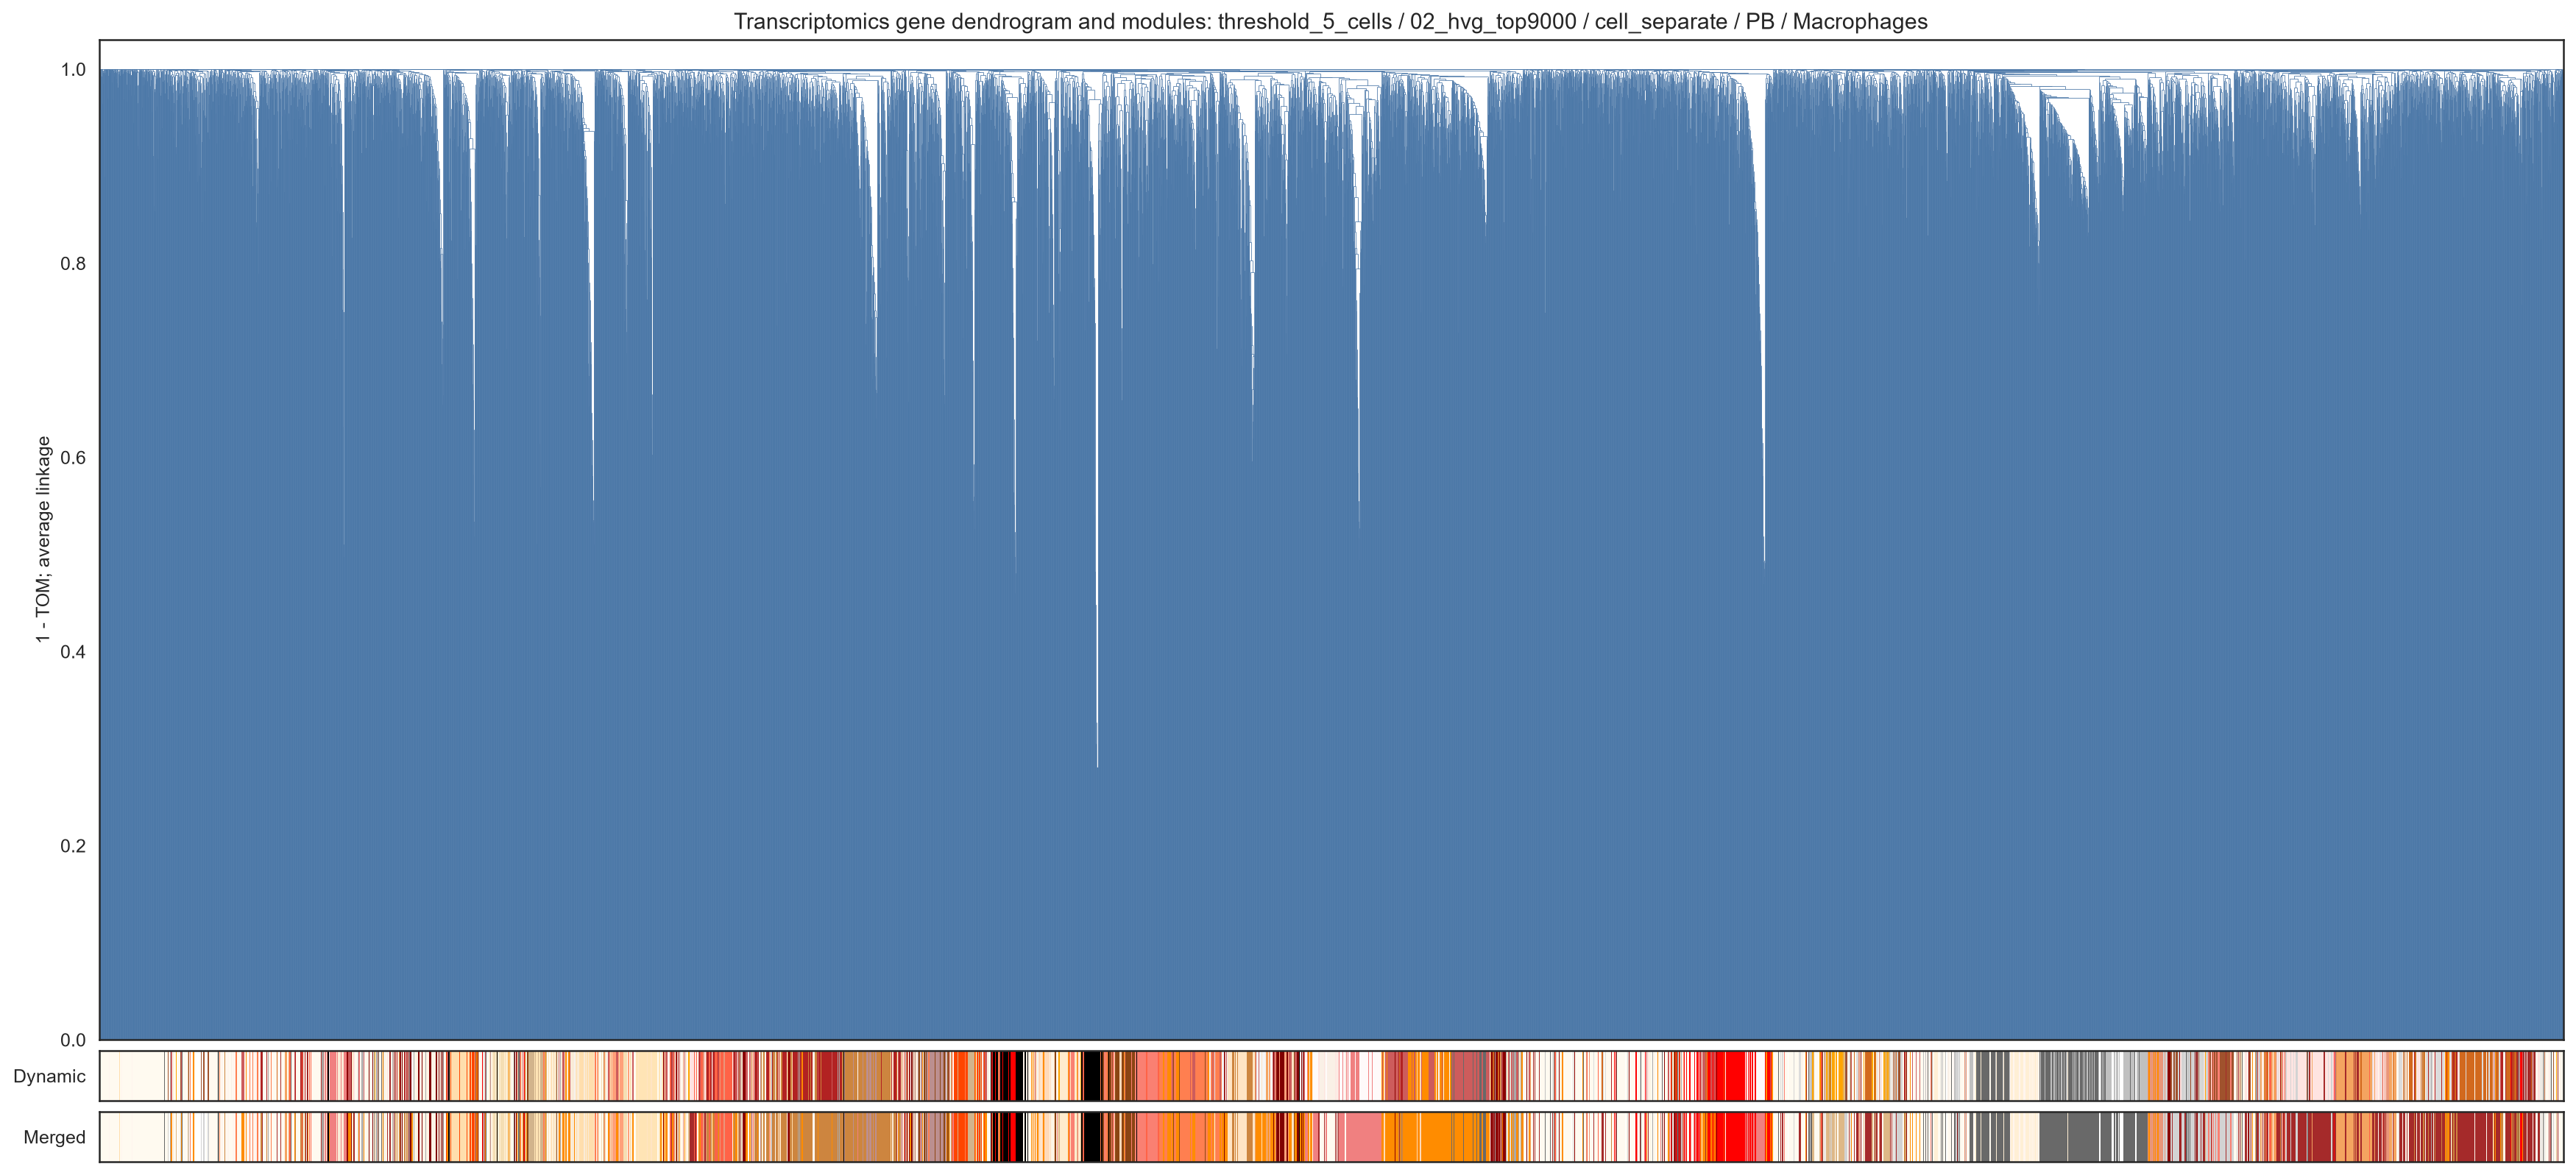 Transcriptomics gene dendrogram and modules: threshold_5_cells / 02_hvg_top9000 / cell_separate / PB / Macrophages
1.0
0.8
0.6
0.4
0.2
0.0
1 - TOM; average linkage
Dynamic
Merged